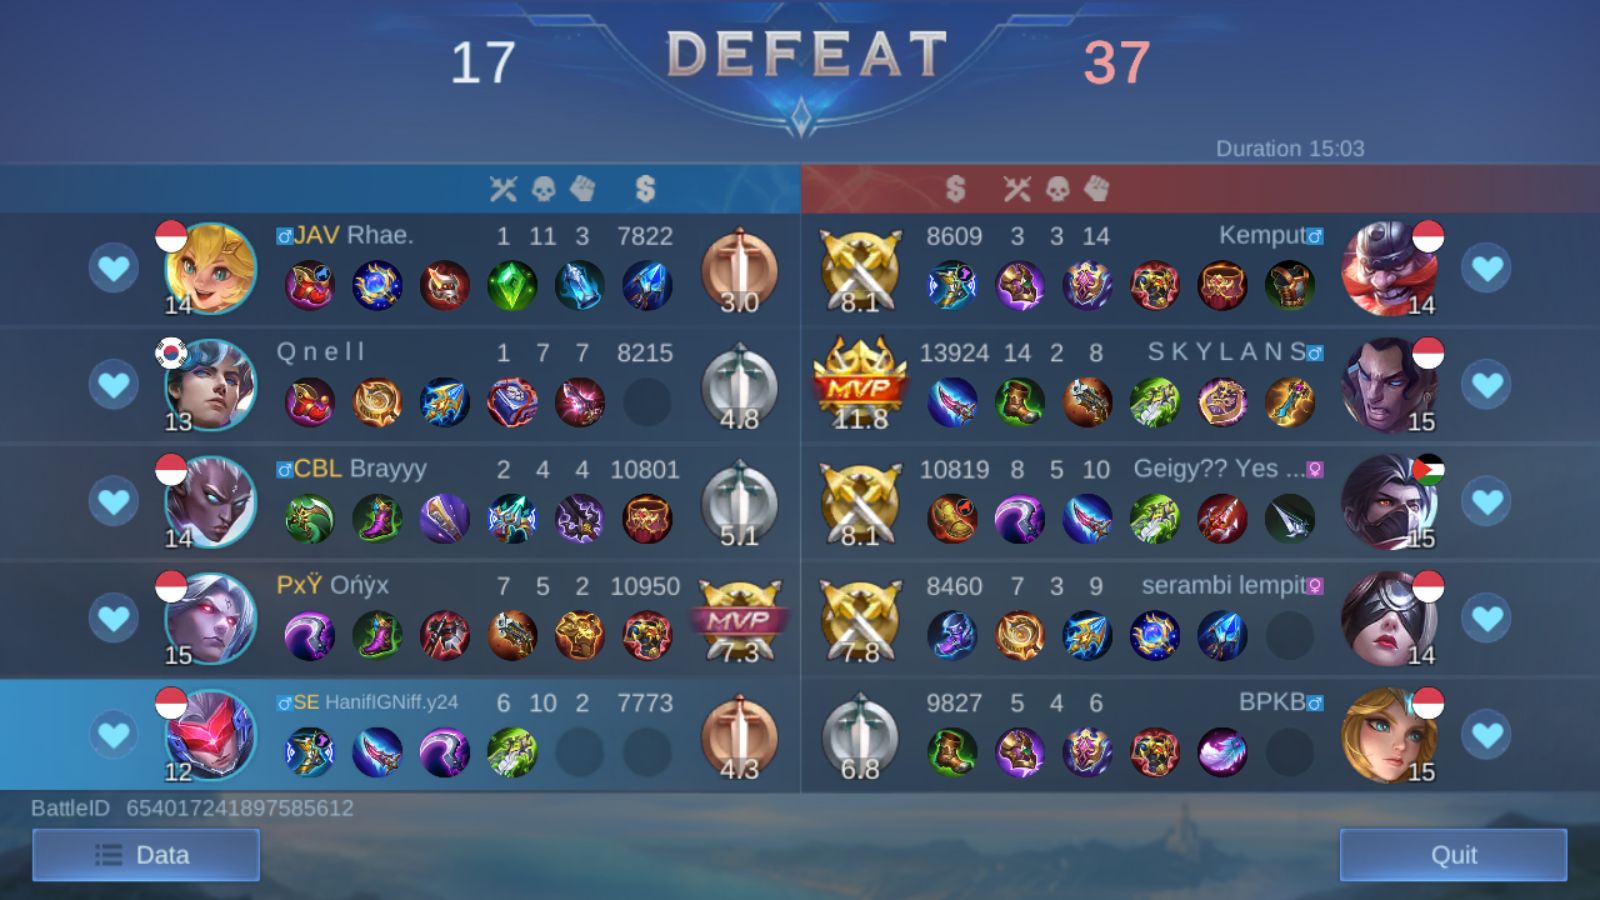 17 DEFEAT 37
Duration 15:03
JAV Rhae. 1 11 3 7822
14 3.0
8609 3 3 14 Kemput
8.1 14
Qnell 1 7 7 8215
13 4.8
13924 14 2 8 SKYLANS
MVP 11.8 15
CBL Brayyy 2 4 4 10801
14 5.1
10819 8 5 10 Geigy?? Yes ...
8.1 15
PxŸ Ońÿx 7 5 2 10950
15 MVP 7.3
8460 7 3 9 serambi lempit
7.8 14
SE HanifIGNiff.y24 6 10 2 7773
12 4.3
9827 5 4 6 BPKB
6.8 15
BattleID 654017241897585612
Data
Quit